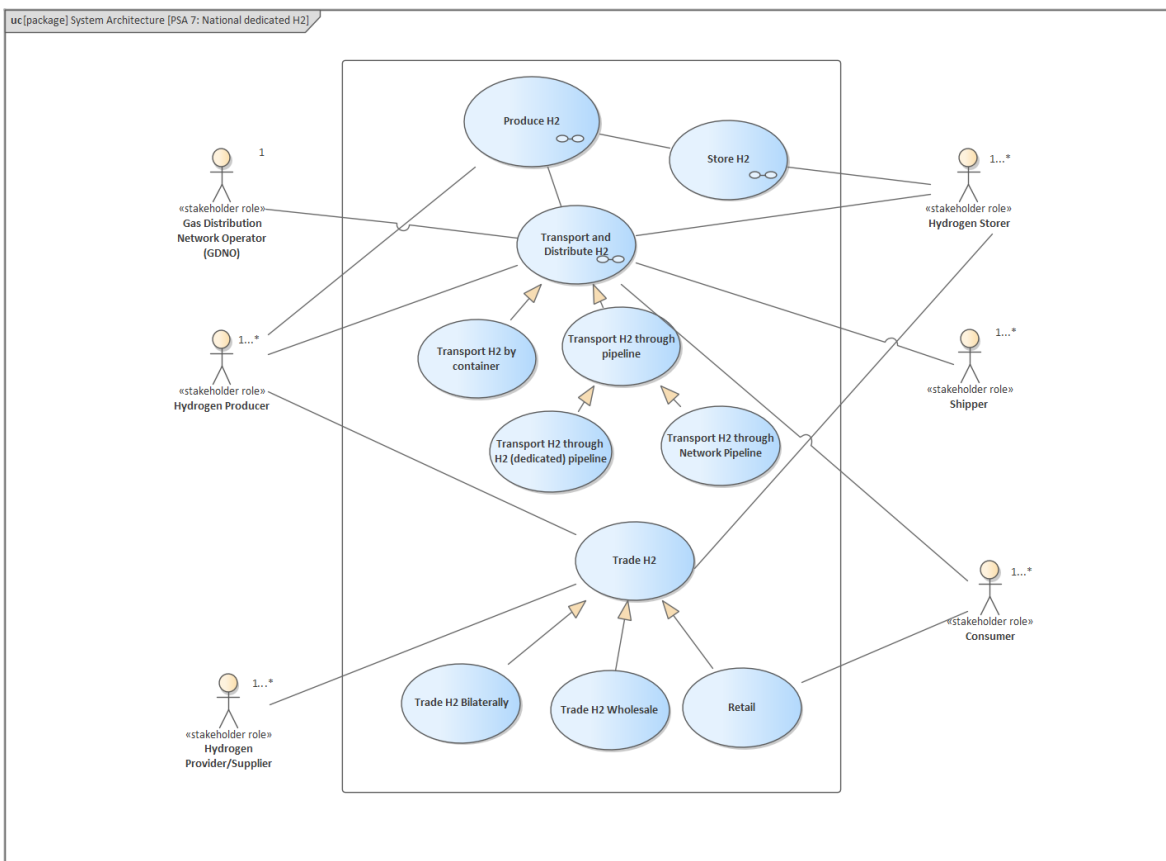 uc [package] System Architecture [PSA 7: National dedicated H2]
Produce H2
Store H2
1
«stakeholder role»
Gas Distribution
Network Operator
(GDNO)
1...*
«stakeholder role»
Hydrogen Storer
Transport and
Distribute H2
Transport H2 by
container
Transport H2 through
pipeline
1...*
«stakeholder role»
Hydrogen Producer
1...*
«stakeholder role»
Shipper
Transport H2 through
H2 (dedicated) pipeline
Transport H2 through
Network Pipeline
Trade H2
1...*
«stakeholder role»
Consumer
Trade H2 Bilaterally
Trade H2 Wholesale
Retail
1...*
«stakeholder role»
Hydrogen
Provider/Supplier